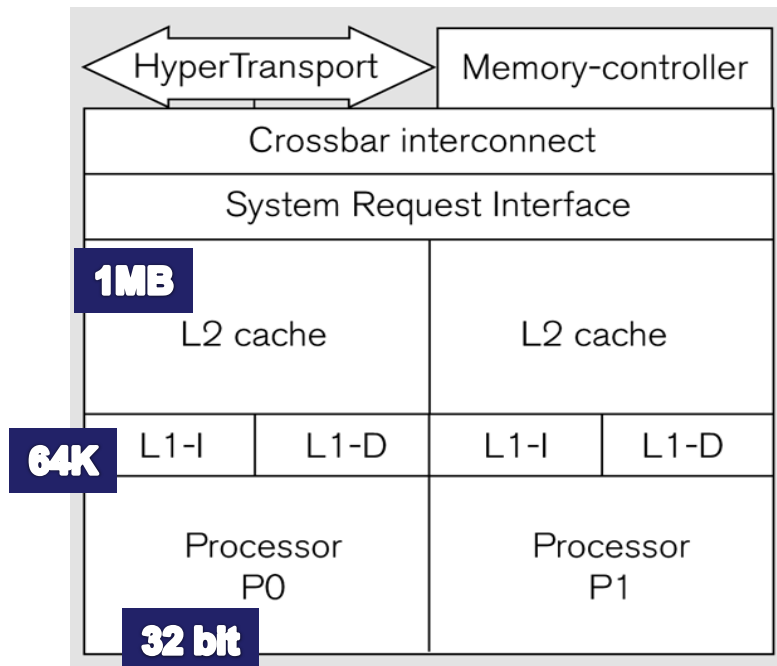 HyperTransport
Memory-controller
Crossbar interconnect
System Request Interface
1MB
L2 cache
L2 cache
64K
L1-I
L1-D
L1-I
L1-D
Processor
P0
Processor
P1
32 bit